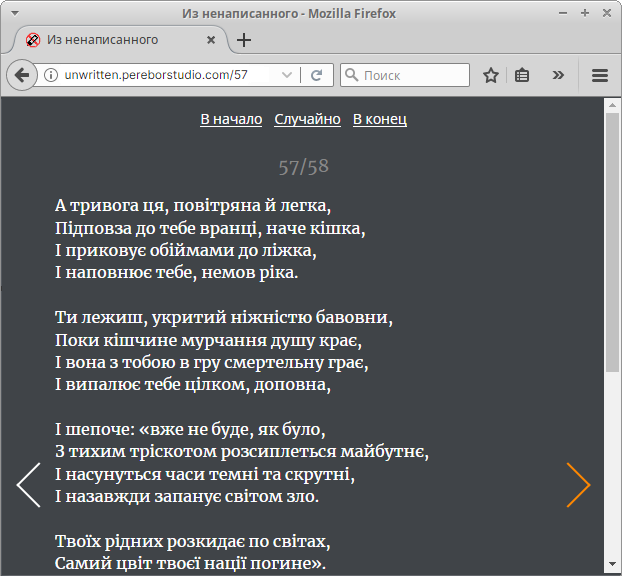 Из ненаписанного - Mozilla Firefox
Из ненаписанного
unwritten.pereborstudio.com/57
Поиск
В начало Случайно В конец
57/58
А тривога ця, повітряна й легка,
Підповза до тебе вранці, наче кішка,
І приковує обіймами до ліжка,
І наповнює тебе, немов ріка.
Ти лежиш, укритий ніжністю бавовни,
Поки кішчине мурчання душу крає,
І вона з тобою в гру смертельну грає,
І випалює тебе цілком, доповна,
І шепоче: «вже не буде, як було,
З тихим тріскотом розсиплеться майбутнє,
І насунуться часи темні та скрутні,
І назавжди запанує світом зло.
Твоїх рідних розкидає по світах,
Самий цвіт твоєї нації погине».